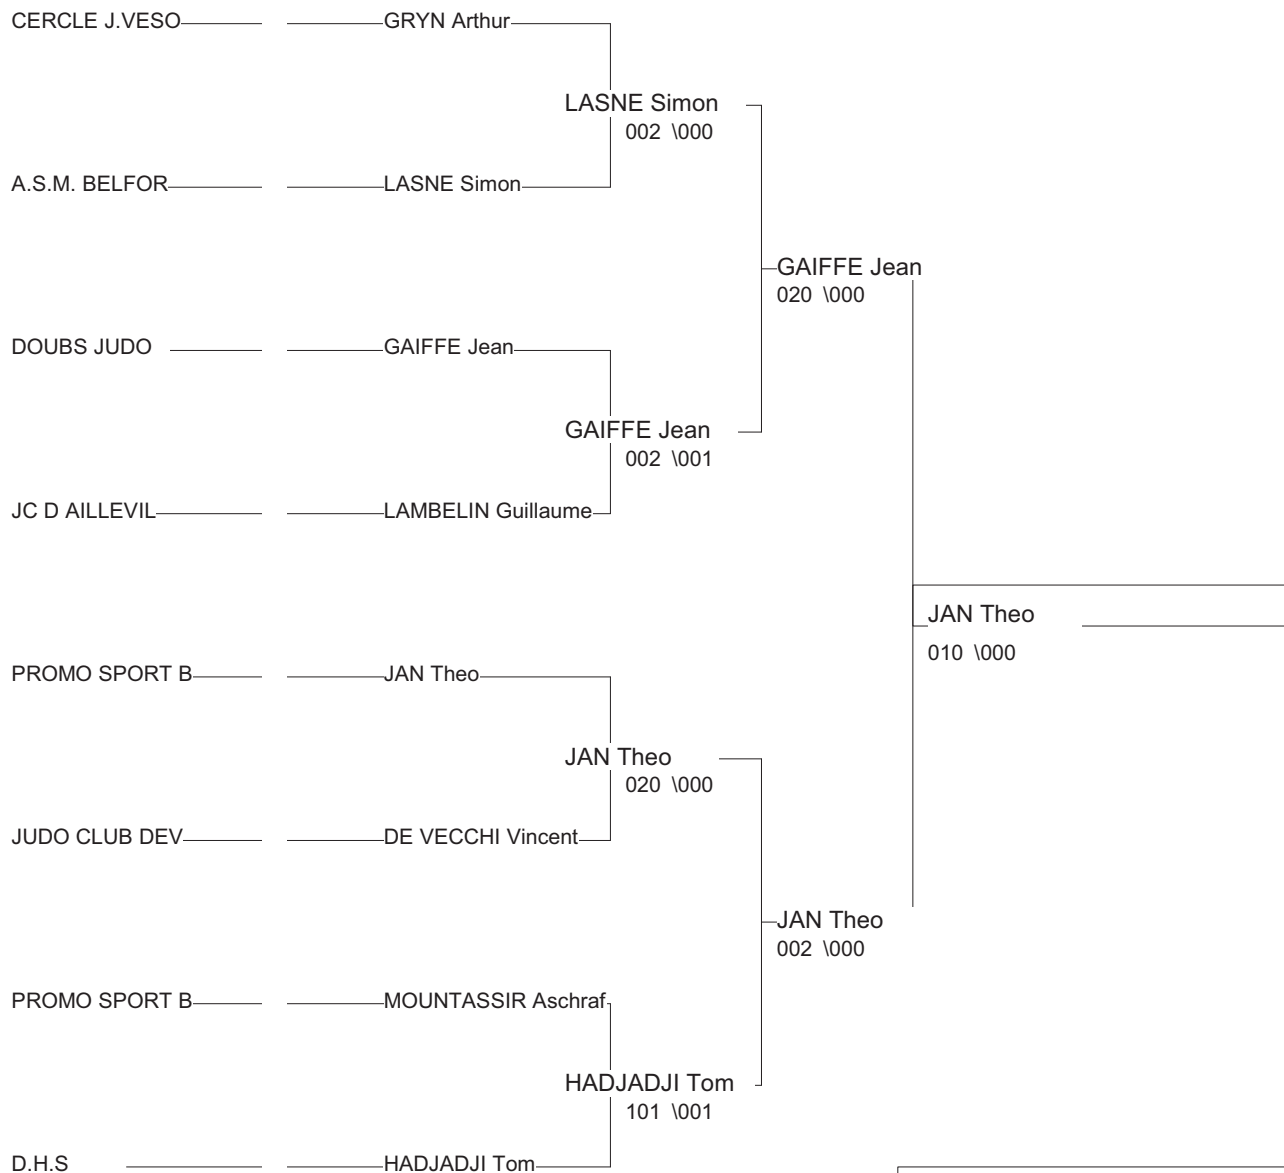 CERCLE J.VESO GRYN Arthur
LASNE Simon
002 \000
A.S.M. BELFOR LASNE Simon
GAIFFE Jean
020 \000
DOUBS JUDO GAIFFE Jean
GAIFFE Jean
002 \001
JC D AILLEVIL LAMBELIN Guillaume
JAN Theo
010 \000
PROMO SPORT B JAN Theo
JAN Theo
020 \000
JUDO CLUB DEV DE VECCHI Vincent
JAN Theo
002 \000
PROMO SPORT B MOUNTASSIR Aschraf
HADJADJI Tom
101 \001
D.H.S HADJADJI Tom